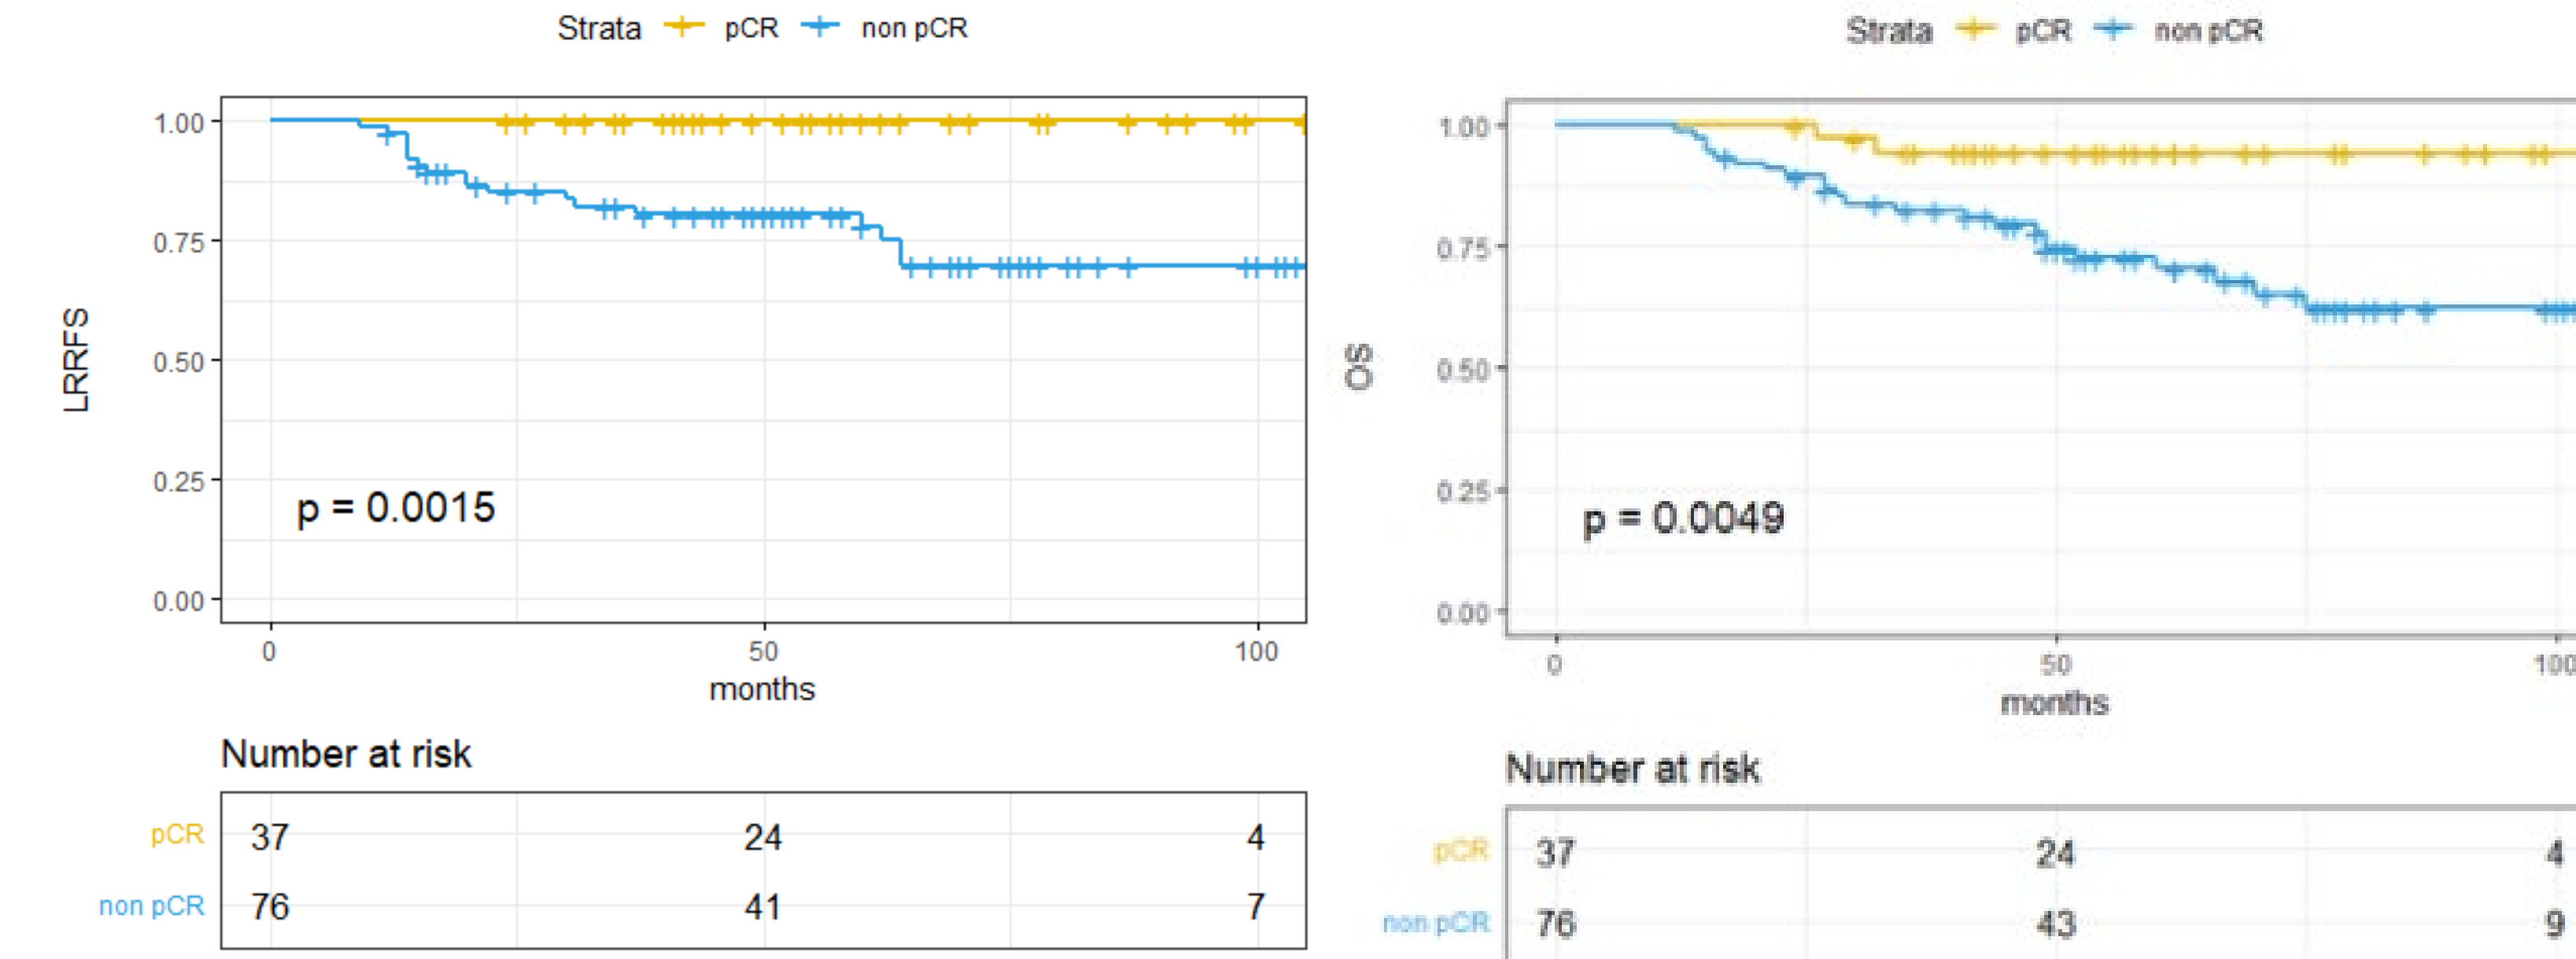 Strata pCR non pCR
1.00
0.75
0.50
0.25
0.00
LRRFS
p = 0.0015
0 50 100
months
Number at risk
pCR 37 24 4
non pCR 76 41 7
Strata pCR non pCR
1.00
0.75
0.50
0.25
0.00
OS
p = 0.0049
0 50 100
months
Number at risk
pCR 37 24 4
non pCR 76 43 9